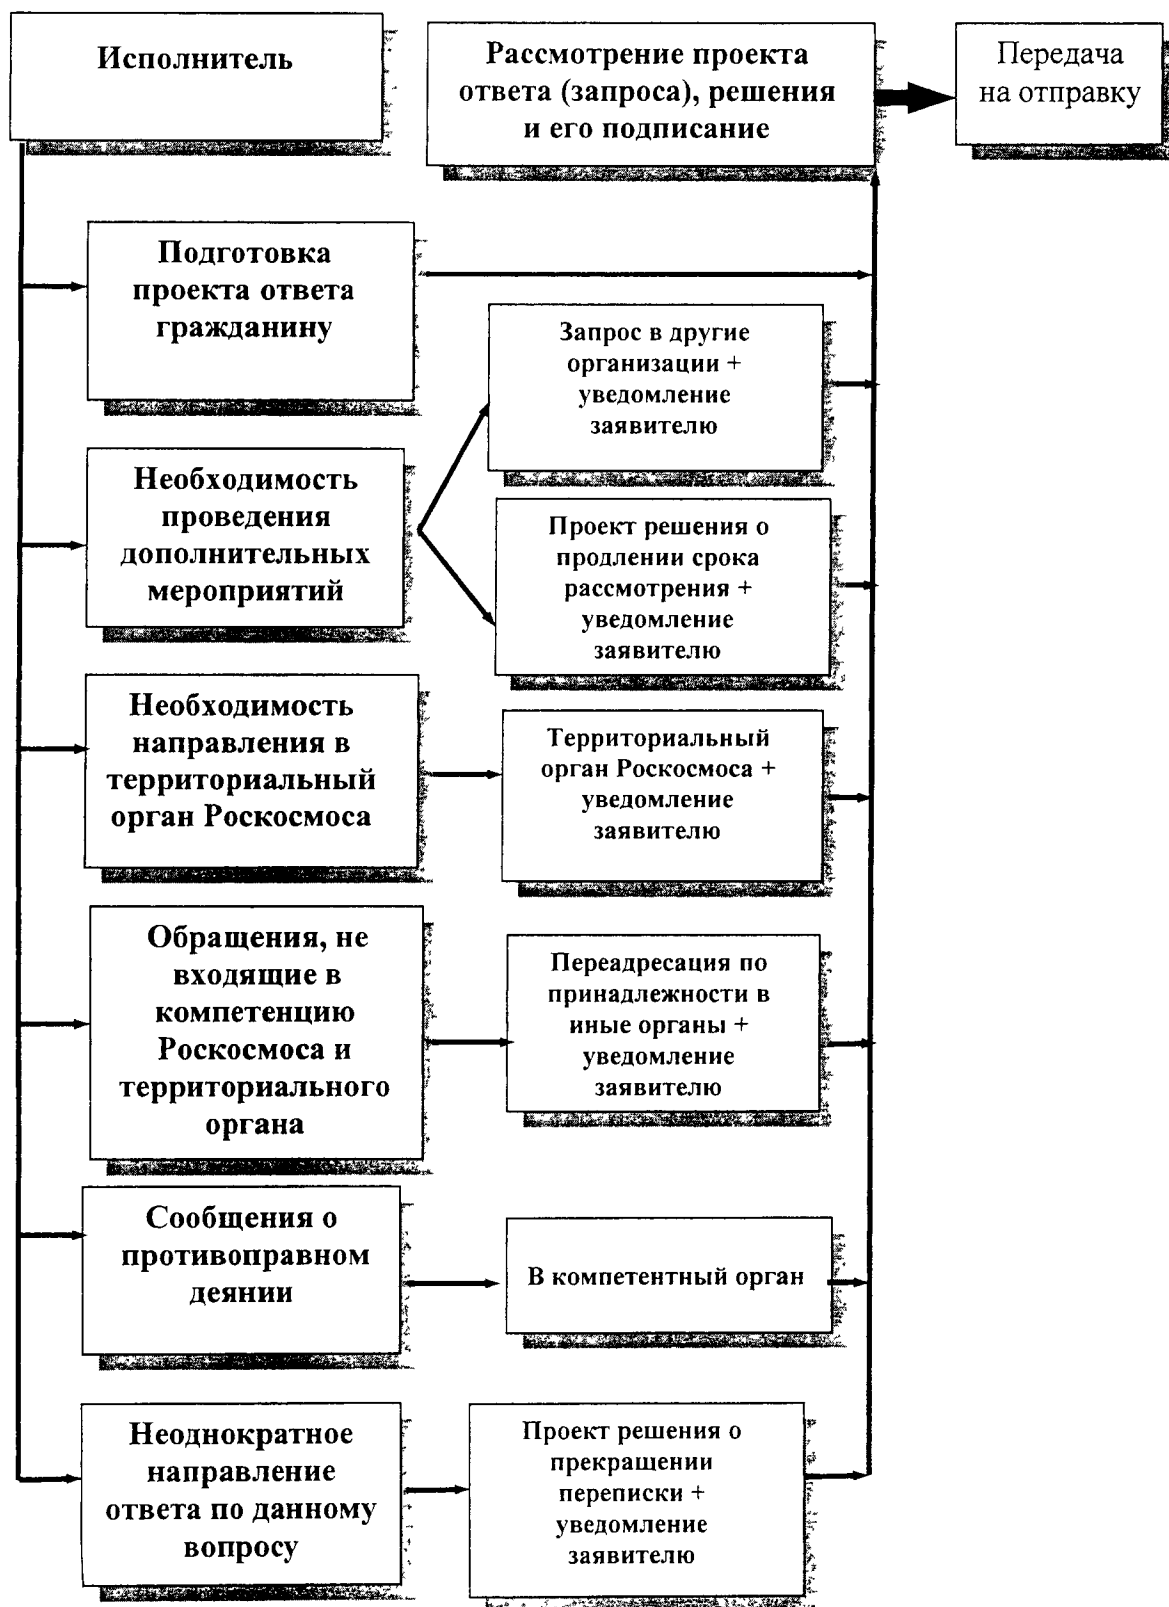 Исполнитель
Рассмотрение проекта
ответа (запроса), решения
и его подписание
Передача
на отправку
Подготовка
проекта ответа
гражданину
Запрос в другие
организации +
уведомление
заявителю
Необходимость
проведения
дополнительных
мероприятий
Проект решения о
продлении срока
рассмотрения +
уведомление
заявителю
Необходимость
направления в
территориальный
орган Роскосмоса
Территориальный
орган Роскосмоса +
уведомление
заявителю
Обращения, не
входящие в
компетенцию
Роскосмоса и
территориального
органа
Переадресация по
принадлежности в
иные органы +
уведомление
заявителю
Сообщения о
противоправном
деянии
В компетентный орган
Неоднократное
направление
ответа по данному
вопросу
Проект решения о
прекращении
переписки +
уведомление
заявителю